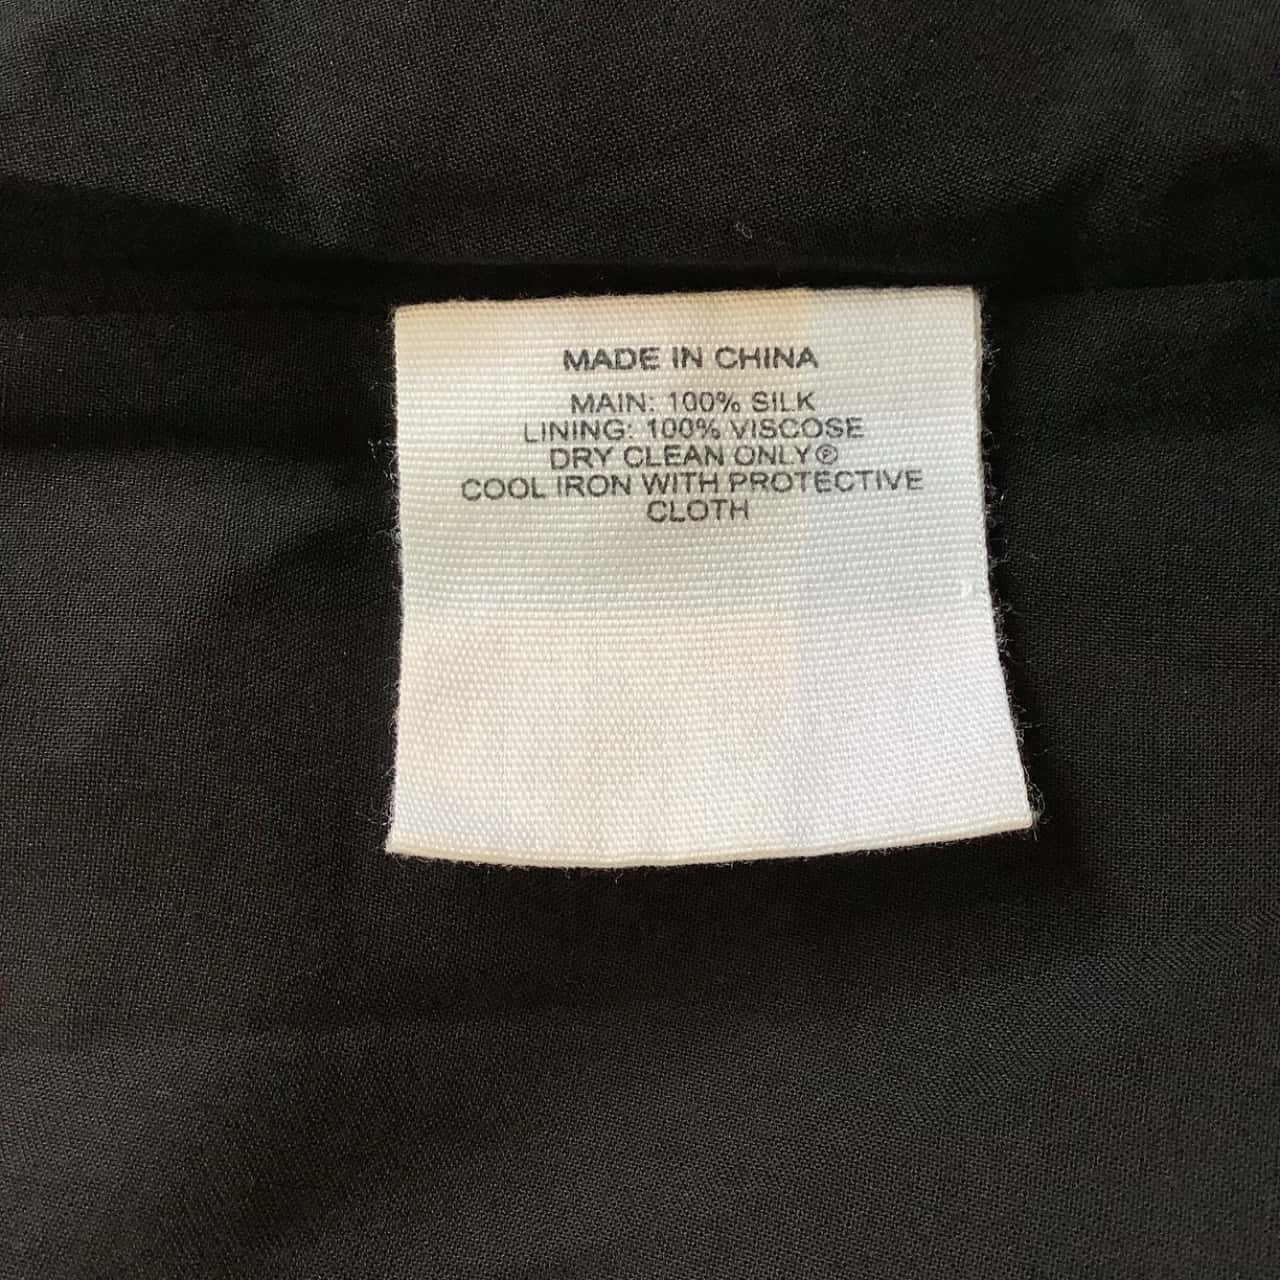 MADE IN CHINA
MAIN: 100% SILK
LINING: 100% VISCOSE
DRY CLEAN ONLY Ⓟ
COOL IRON WITH PROTECTIVE
CLOTH